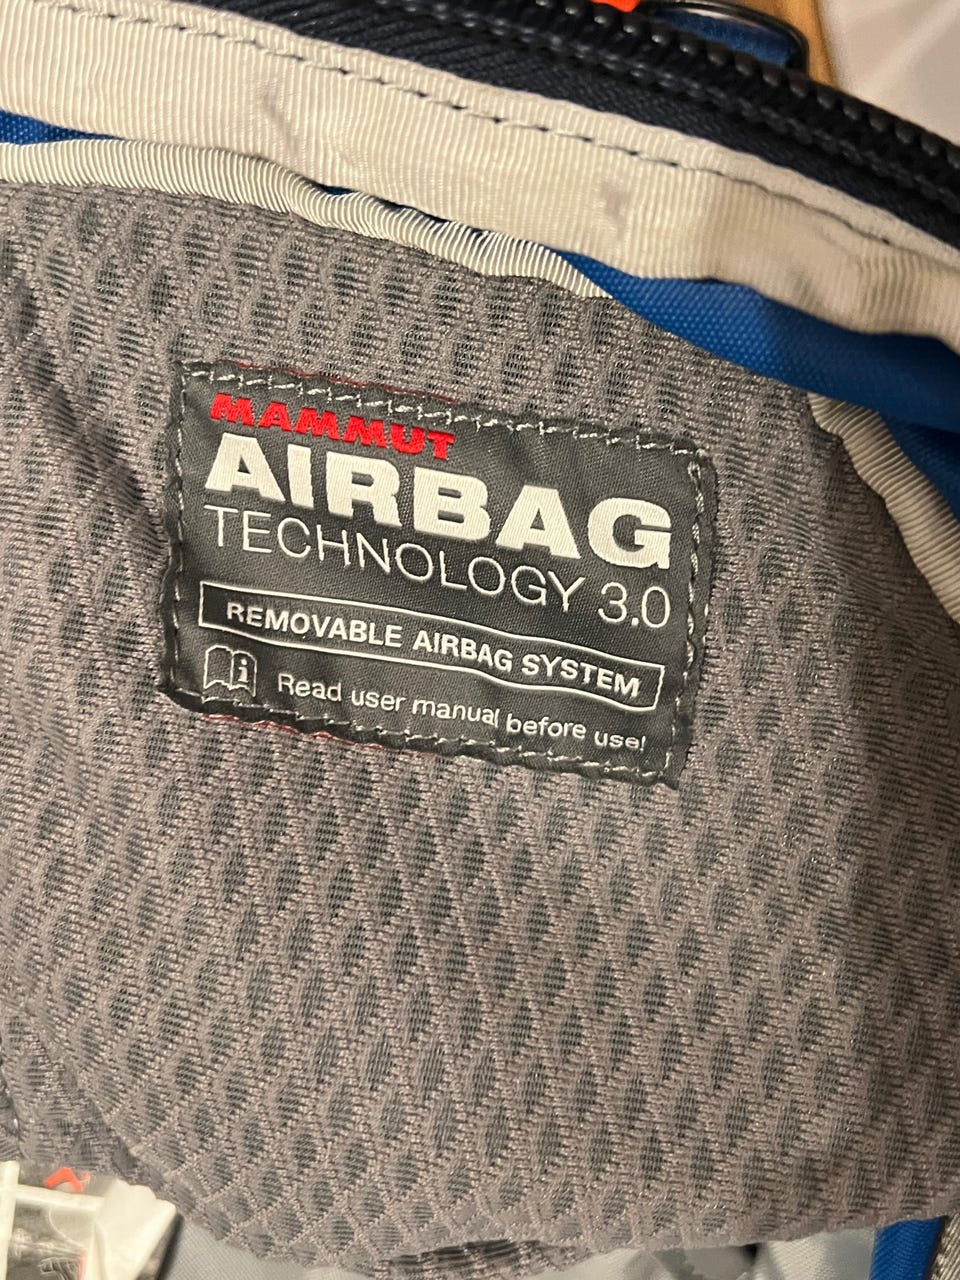 MAMMUT
AIRBAG
TECHNOLOGY 3.0
REMOVABLE AIRBAG SYSTEM
i Read user manual before use!